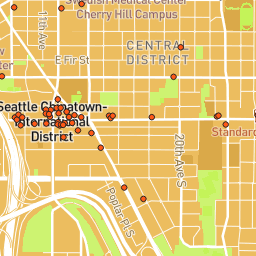 Swedish Medical Center
Cherry Hill Campus
11th Ave
E Fir St
CENTRAL
DISTRICT
Seattle Chinatown-
International
District
Standard
20th Ave S
Poplar Pl S